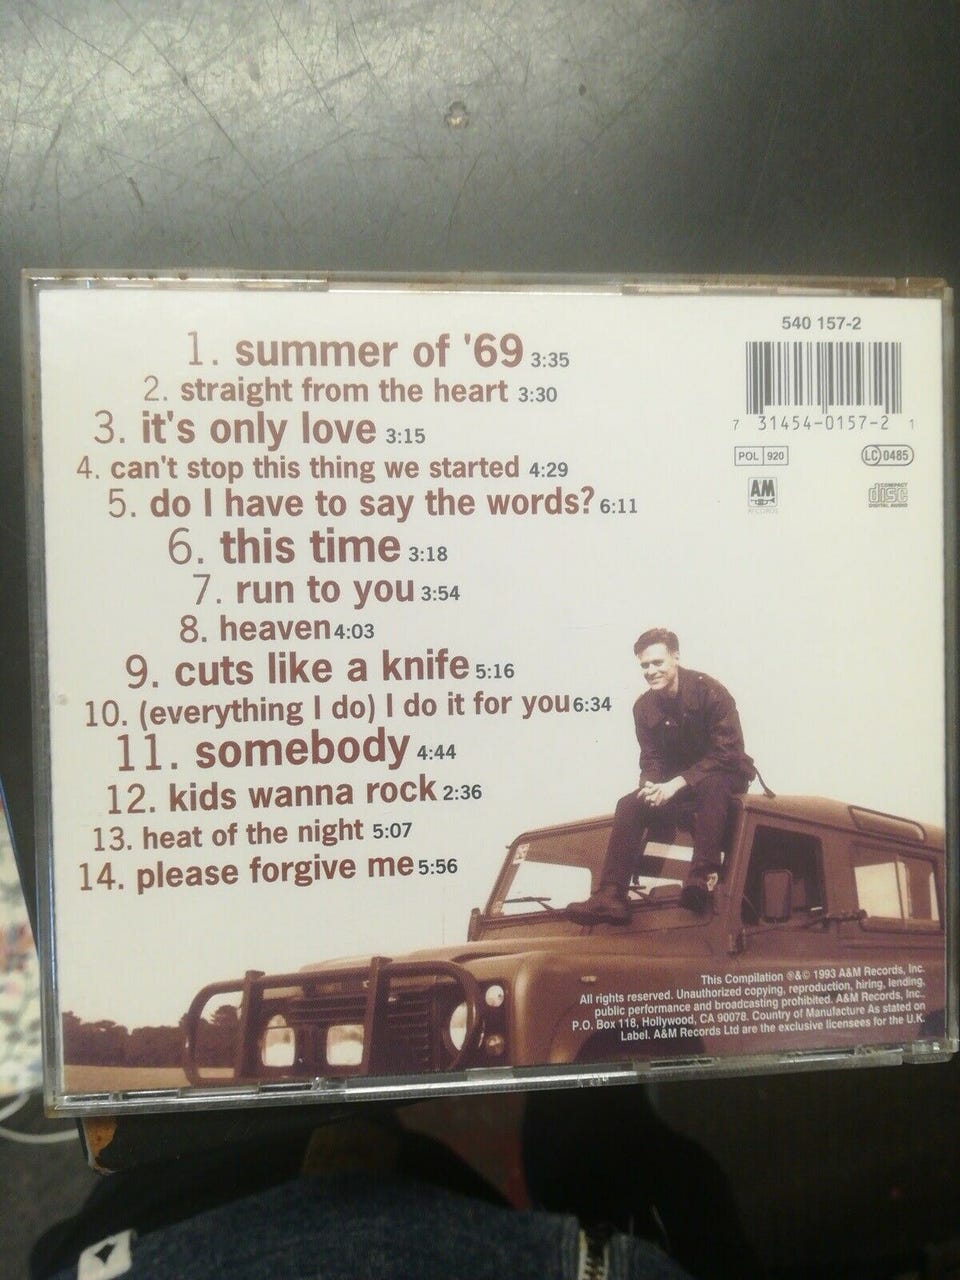 1. summer of '69 3:35
2. straight from the heart 3:30
3. it's only love 3:15
4. can't stop this thing we started 4:29
5. do I have to say the words? 6:11
6. this time 3:18
7. run to you 3:54
8. heaven 4:03
9. cuts like a knife 5:16
10. (everything I do) I do it for you 6:34
11. somebody 4:44
12. kids wanna rock 2:36
13. heat of the night 5:07
14. please forgive me 5:56
540 157-2
7 31454-0157-2 1
POL 920
LC 0485
AM
RECORDS
COMPACT
disc
DIGITAL AUDIO
This Compilation ℗&© 1993 A&M Records, Inc.
All rights reserved. Unauthorized copying, reproduction, hiring, lending,
public performance and broadcasting prohibited. A&M Records, Inc.,
P.O. Box 118, Hollywood, CA 90078. Country of Manufacture As stated on
Label. A&M Records Ltd are the exclusive licensees for the U.K.